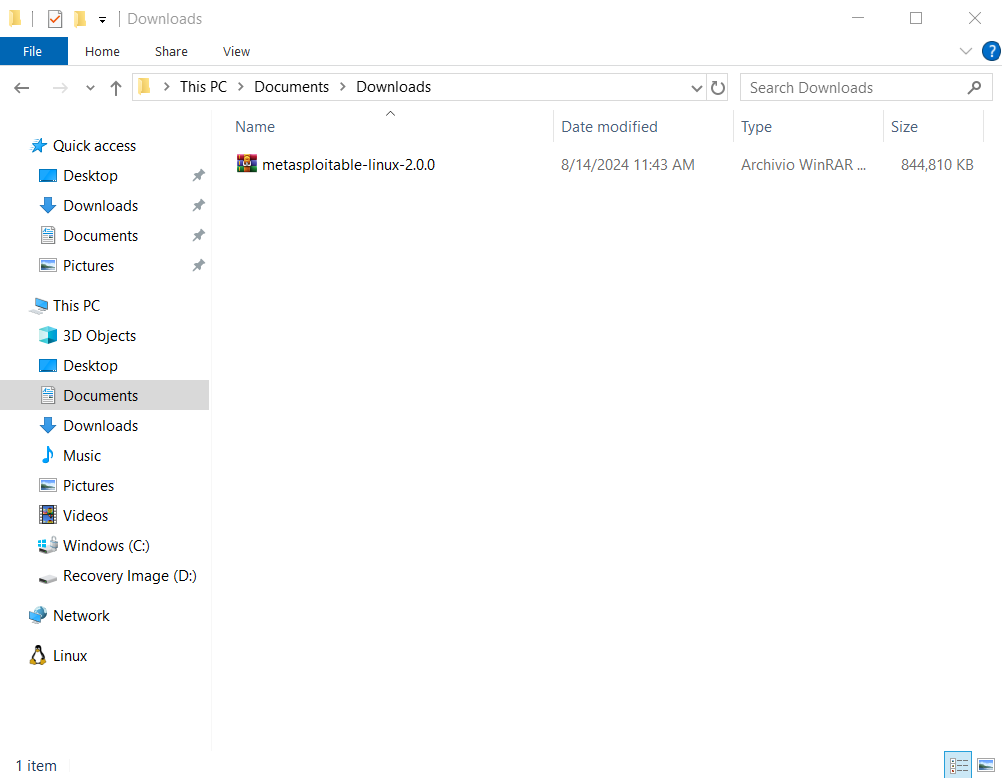 Downloads
File Home Share View
This PC Documents Downloads Search Downloads
Name Date modified Type Size
metasploitable-linux-2.0.0 8/14/2024 11:43 AM Archivio WinRAR ... 844,810 KB
Quick access
Desktop
Downloads
Documents
Pictures
This PC
3D Objects
Desktop
Documents
Downloads
Music
Pictures
Videos
Windows (C:)
Recovery Image (D:)
Network
Linux
1 item